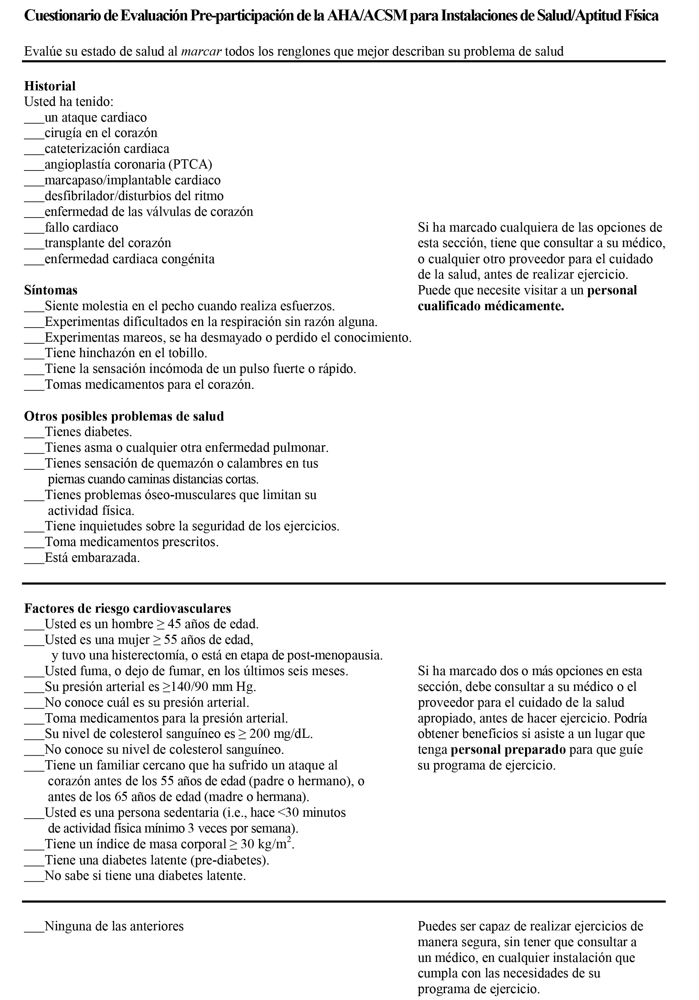 Cuestionario de Evaluación Pre-participación de la AHA/ACSM para Instalaciones de Salud/Aptitud Física
Evalúe su estado de salud al marcar todos los renglones que mejor describan su problema de salud
Historial
Usted ha tenido:
___un ataque cardiaco
___cirugía en el corazón
___cateterización cardiaca
___angioplastía coronaria (PTCA)
___marcapaso/implantable cardiaco
___desfibrilador/disturbios del ritmo
___enfermedad de las válvulas de corazón
___fallo cardiaco
___transplante del corazón
___enfermedad cardiaca congénita
Síntomas
___Siente molestia en el pecho cuando realiza esfuerzos.
___Experimentas dificultados en la respiración sin razón alguna.
___Experimentas mareos, se ha desmayado o perdido el conocimiento.
___Tiene hinchazón en el tobillo.
___Tiene la sensación incómoda de un pulso fuerte o rápido.
___Tomas medicamentos para el corazón.
Otros posibles problemas de salud
___Tienes diabetes.
___Tienes asma o cualquier otra enfermedad pulmonar.
___Tienes sensación de quemazón o calambres en tus
piernas cuando caminas distancias cortas.
___Tienes problemas óseo-musculares que limitan su
actividad física.
___Tiene inquietudes sobre la seguridad de los ejercicios.
___Toma medicamentos prescritos.
___Está embarazada.
Si ha marcado cualquiera de las opciones de
esta sección, tiene que consultar a su médico,
o cualquier otro proveedor para el cuidado
de la salud, antes de realizar ejercicio.
Puede que necesite visitar a un personal
cualificado médicamente.
Factores de riesgo cardiovasculares
___Usted es un hombre ≥ 45 años de edad.
___Usted es una mujer ≥ 55 años de edad,
y tuvo una histerectomía, o está en etapa de post-menopausia.
___Usted fuma, o dejo de fumar, en los últimos seis meses.
___Su presión arterial es ≥140/90 mm Hg.
___No conoce cuál es su presión arterial.
___Toma medicamentos para la presión arterial.
___Su nivel de colesterol sanguíneo es ≥ 200 mg/dL.
___No conoce su nivel de colesterol sanguíneo.
___Tiene un familiar cercano que ha sufrido un ataque al
corazón antes de los 55 años de edad (padre o hermano), o
antes de los 65 años de edad (madre o hermana).
___Usted es una persona sedentaria (i.e., hace <30 minutos
de actividad física mínimo 3 veces por semana).
___Tiene un índice de masa corporal ≥ 30 kg/m².
___Tiene una diabetes latente (pre-diabetes).
___No sabe si tiene una diabetes latente.
Si ha marcado dos o más opciones en esta
sección, debe consultar a su médico o el
proveedor para el cuidado de la salud
apropiado, antes de hacer ejercicio. Podría
obtener beneficios si asiste a un lugar que
tenga personal preparado para que guíe
su programa de ejercicio.
___Ninguna de las anteriores
Puedes ser capaz de realizar ejercicios de
manera segura, sin tener que consultar a
un médico, en cualquier instalación que
cumpla con las necesidades de su
programa de ejercicio.